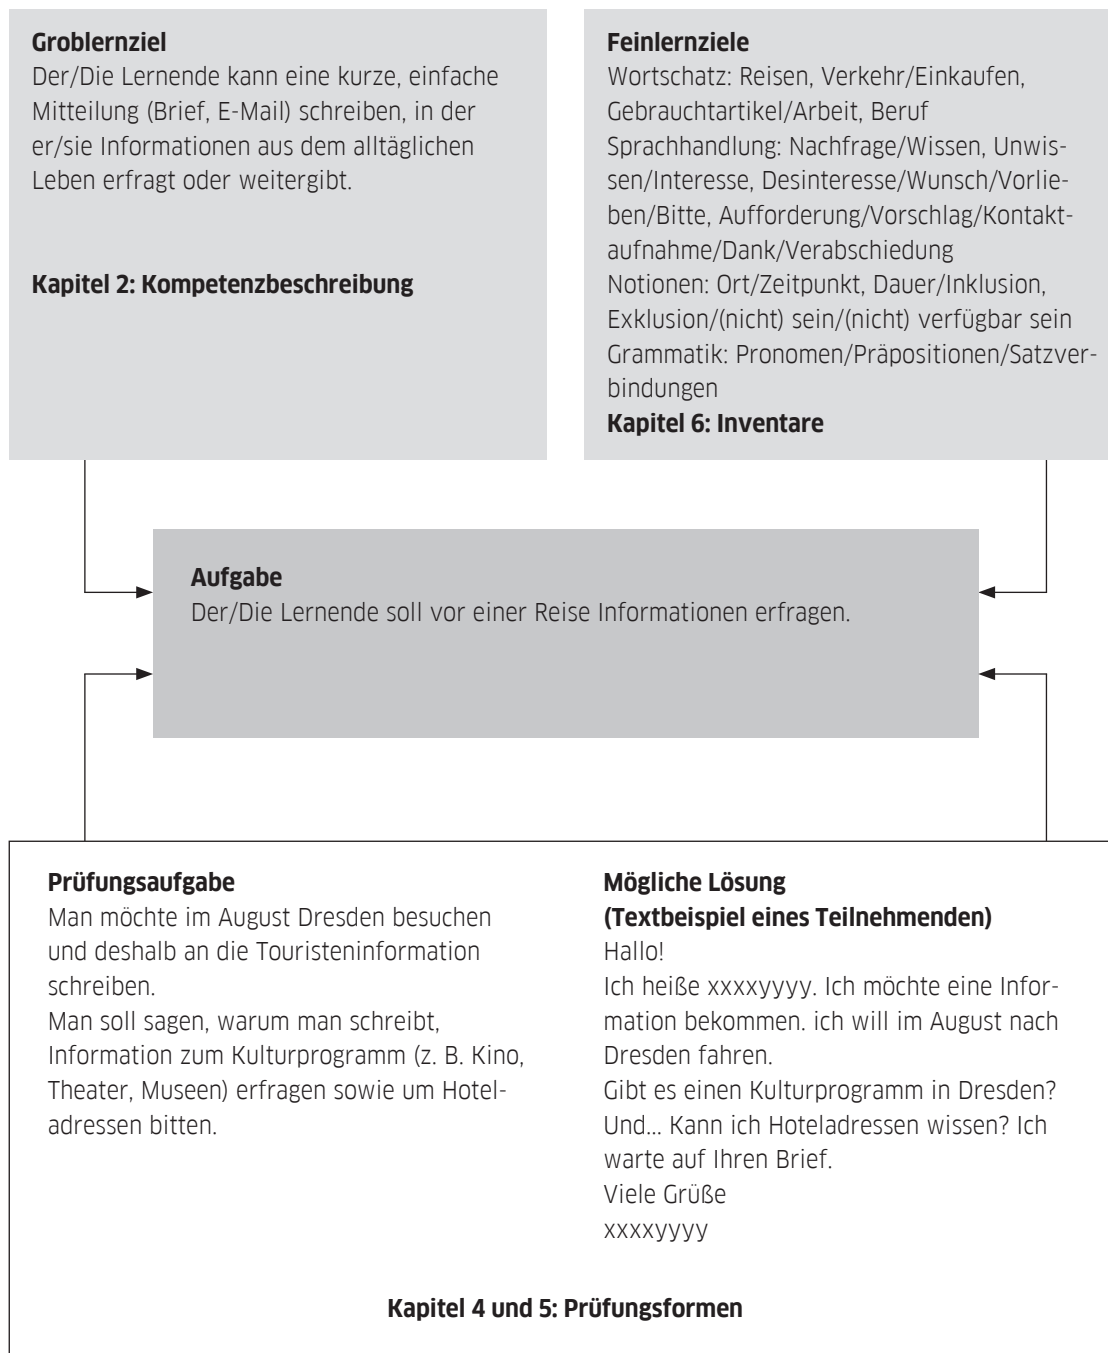 Groblernziel
Der/Die Lernende kann eine kurze, einfache
Mitteilung (Brief, E-Mail) schreiben, in der
er/sie Informationen aus dem alltäglichen
Leben erfragt oder weitergibt.
Kapitel 2: Kompetenzbeschreibung
Feinlernziele
Wortschatz: Reisen, Verkehr/Einkaufen,
Gebrauchtartikel/Arbeit, Beruf
Sprachhandlung: Nachfrage/Wissen, Unwis-
sen/Interesse, Desinteresse/Wunsch/Vorlie-
ben/Bitte, Aufforderung/Vorschlag/Kontakt-
aufnahme/Dank/Verabschiedung
Notionen: Ort/Zeitpunkt, Dauer/Inklusion,
Exklusion/(nicht) sein/(nicht) verfügbar sein
Grammatik: Pronomen/Präpositionen/Satzver-
bindungen
Kapitel 6: Inventare
Aufgabe
Der/Die Lernende soll vor einer Reise Informationen erfragen.
Prüfungsaufgabe
Man möchte im August Dresden besuchen
und deshalb an die Touristeninformation
schreiben.
Man soll sagen, warum man schreibt,
Information zum Kulturprogramm (z. B. Kino,
Theater, Museen) erfragen sowie um Hotel-
adressen bitten.
Mögliche Lösung
(Textbeispiel eines Teilnehmenden)
Hallo!
Ich heiße xxxxyyyy. Ich möchte eine Infor-
mation bekommen. ich will im August nach
Dresden fahren.
Gibt es einen Kulturprogramm in Dresden?
Und... Kann ich Hoteladressen wissen? Ich
warte auf Ihren Brief.
Viele Grüße
xxxxyyyy
Kapitel 4 und 5: Prüfungsformen